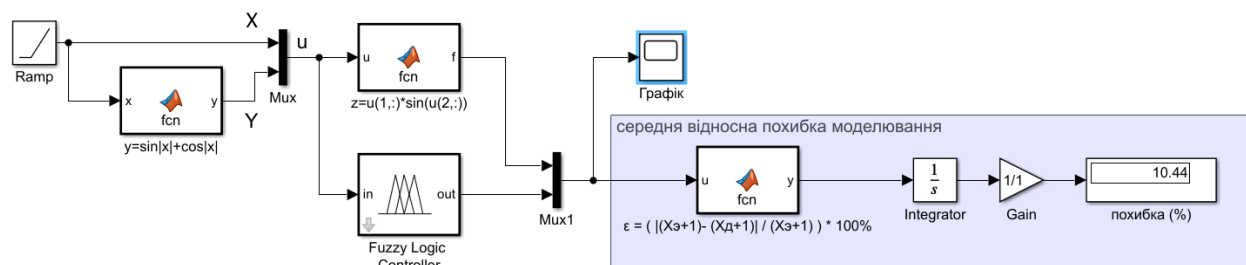 X
u
Ramp
x
y
fcn
y=sin|x|+cos|x|
Y
Mux
u
f
fcn
z=u(1,:)*sin(u(2,:))
in
out
Fuzzy Logic
Controller
Mux1
Графік
середня відносна похибка моделювання
u
y
fcn
ε = ( |(Xэ+1)- (Xд+1)| / (Xэ+1) ) * 100%
1
s
Integrator
1/1
Gain
10.44
похибка (%)